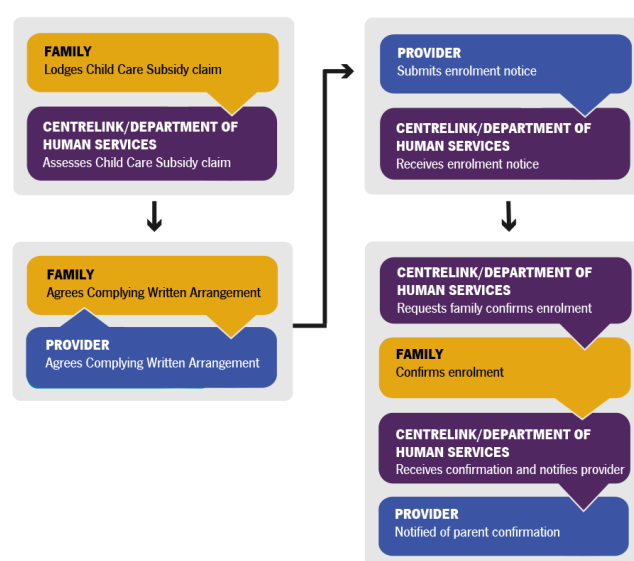 FAMILY
Lodges Child Care Subsidy claim
CENTRELINK/DEPARTMENT OF
HUMAN SERVICES
Assesses Child Care Subsidy claim
FAMILY
Agrees Complying Written Arrangement
PROVIDER
Agrees Complying Written Arrangement
PROVIDER
Submits enrolment notice
CENTRELINK/DEPARTMENT OF
HUMAN SERVICES
Receives enrolment notice
CENTRELINK/DEPARTMENT OF
HUMAN SERVICES
Requests family confirms enrolment
FAMILY
Confirms enrolment
CENTRELINK/DEPARTMENT OF
HUMAN SERVICES
Receives confirmation and notifies provider
PROVIDER
Notified of parent confirmation